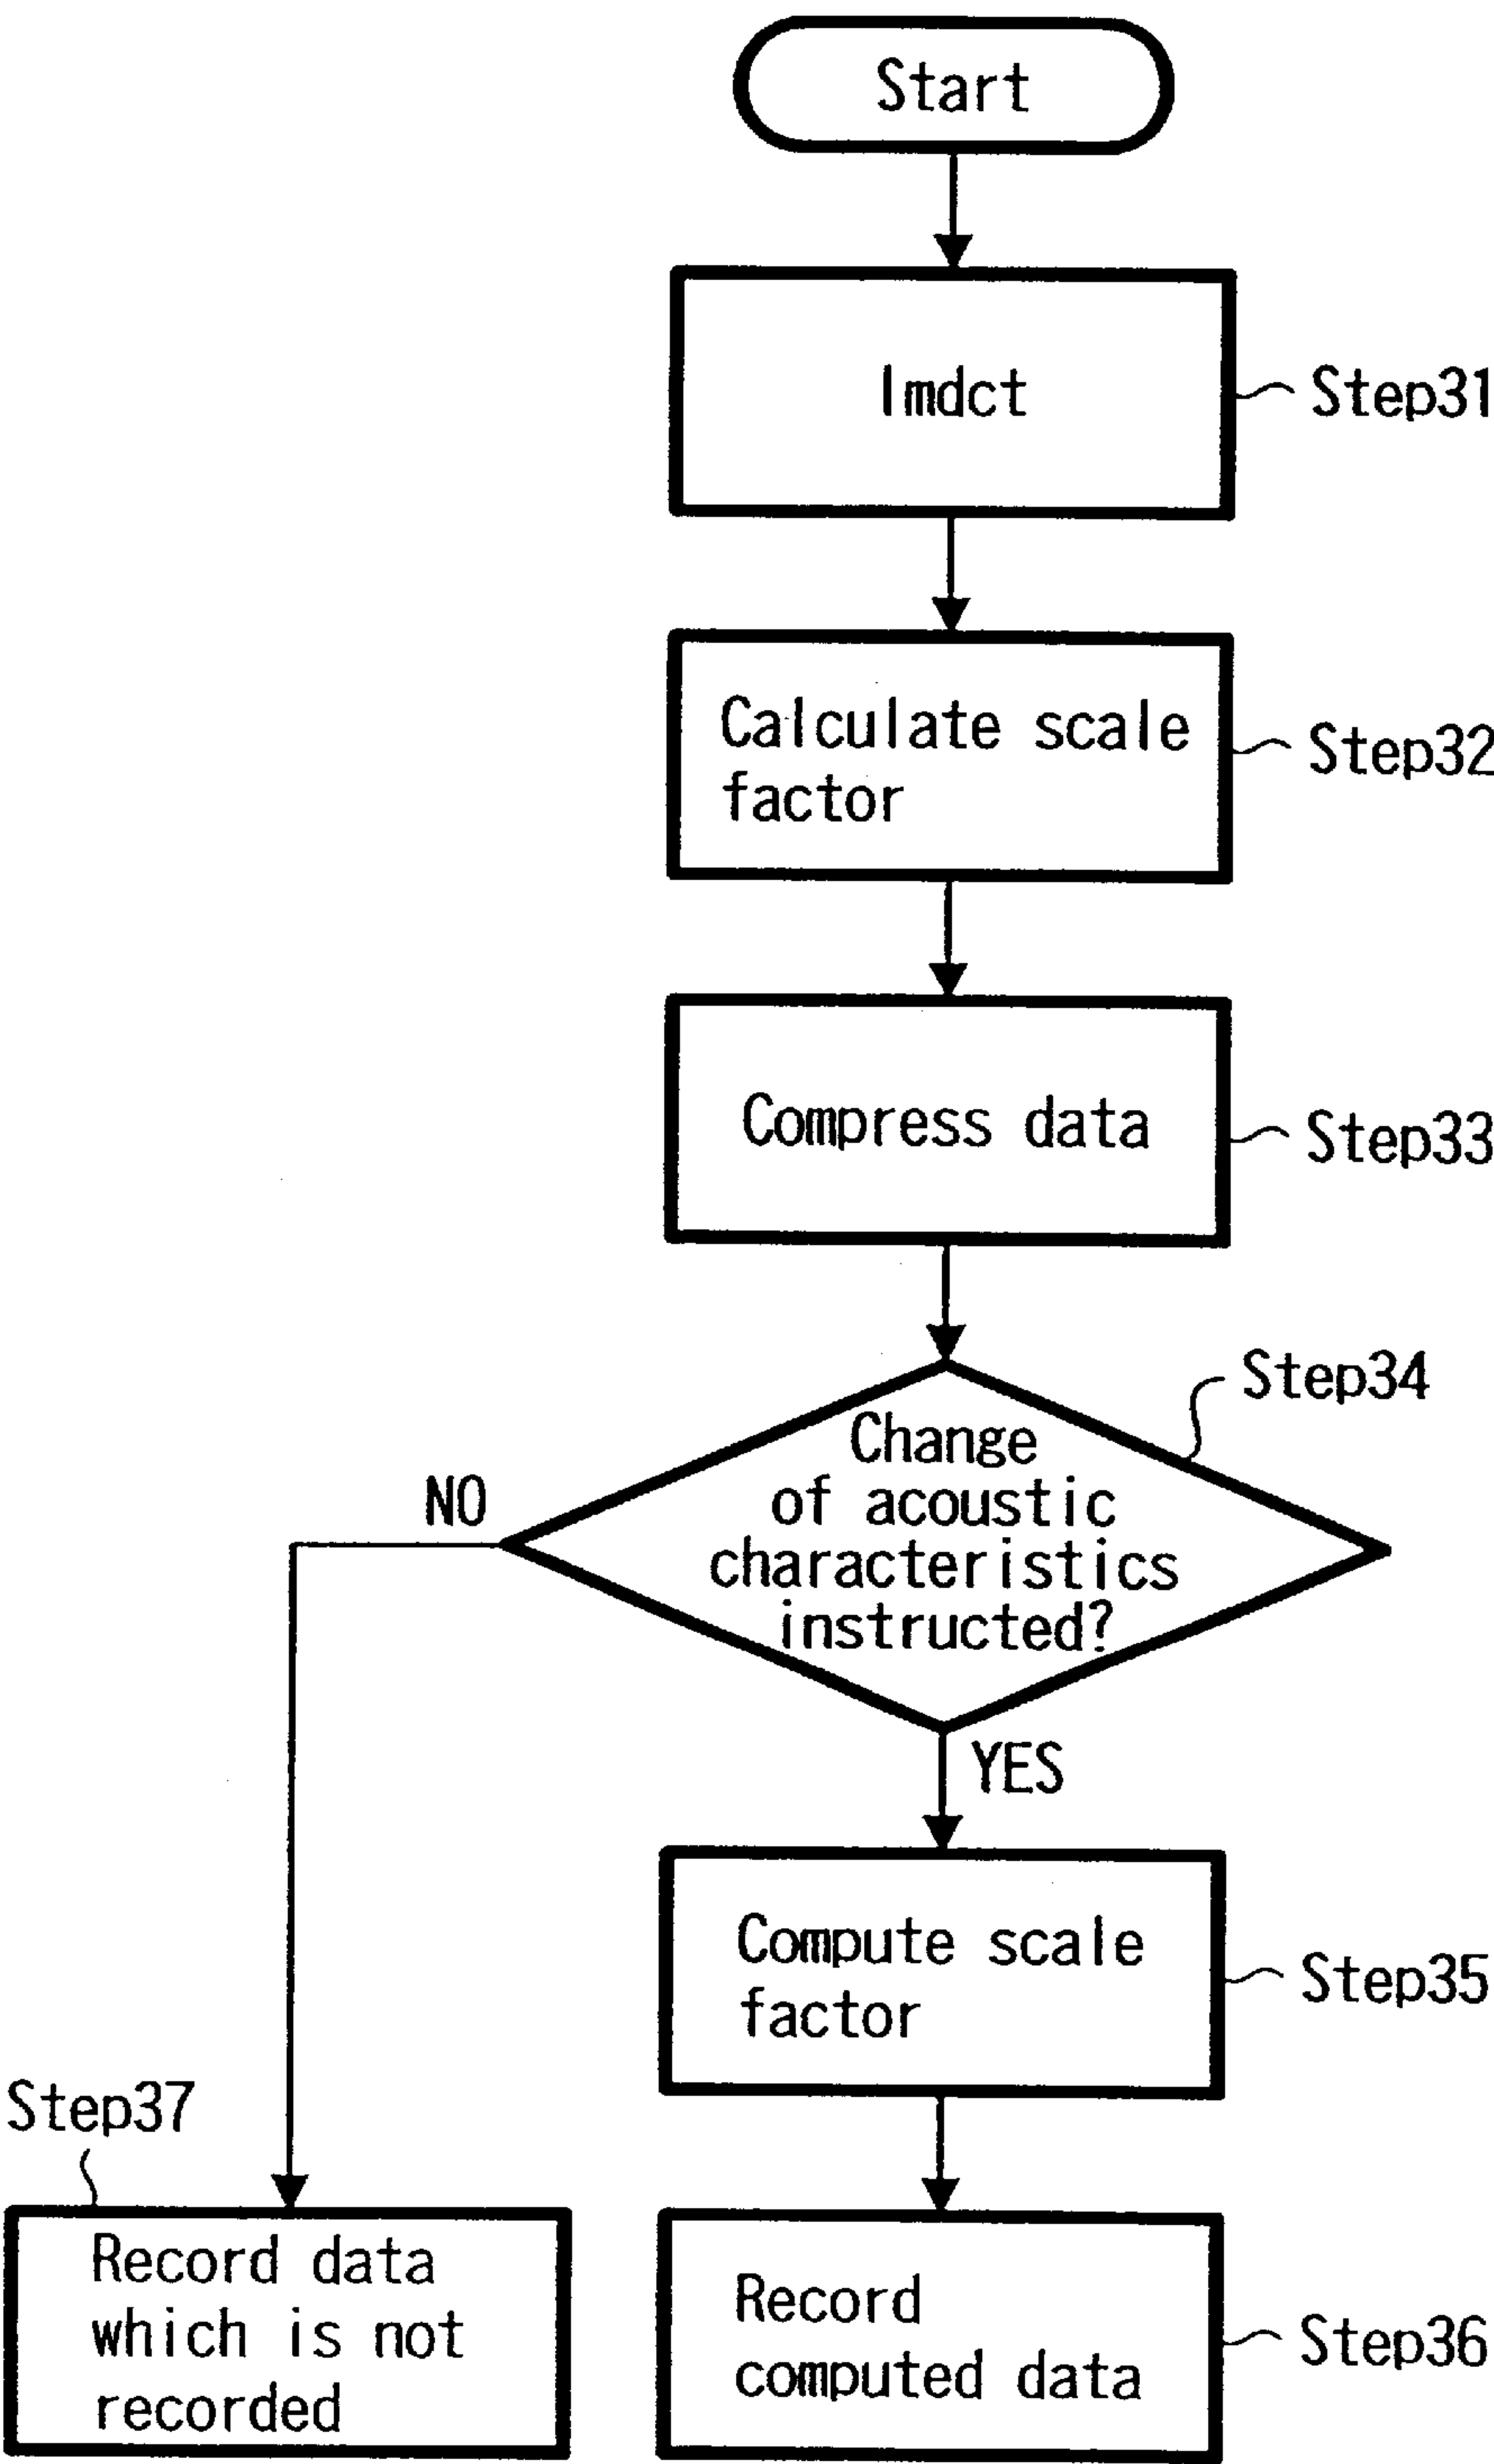 Start
Imdct
Step31
Calculate scale
factor
Step32
Compress data
Step33
Step34
Change
of acoustic
characteristics
instructed?
NO
YES
Compute scale
factor
Step35
Step37
Record data
which is not
recorded
Record
computed data
Step36